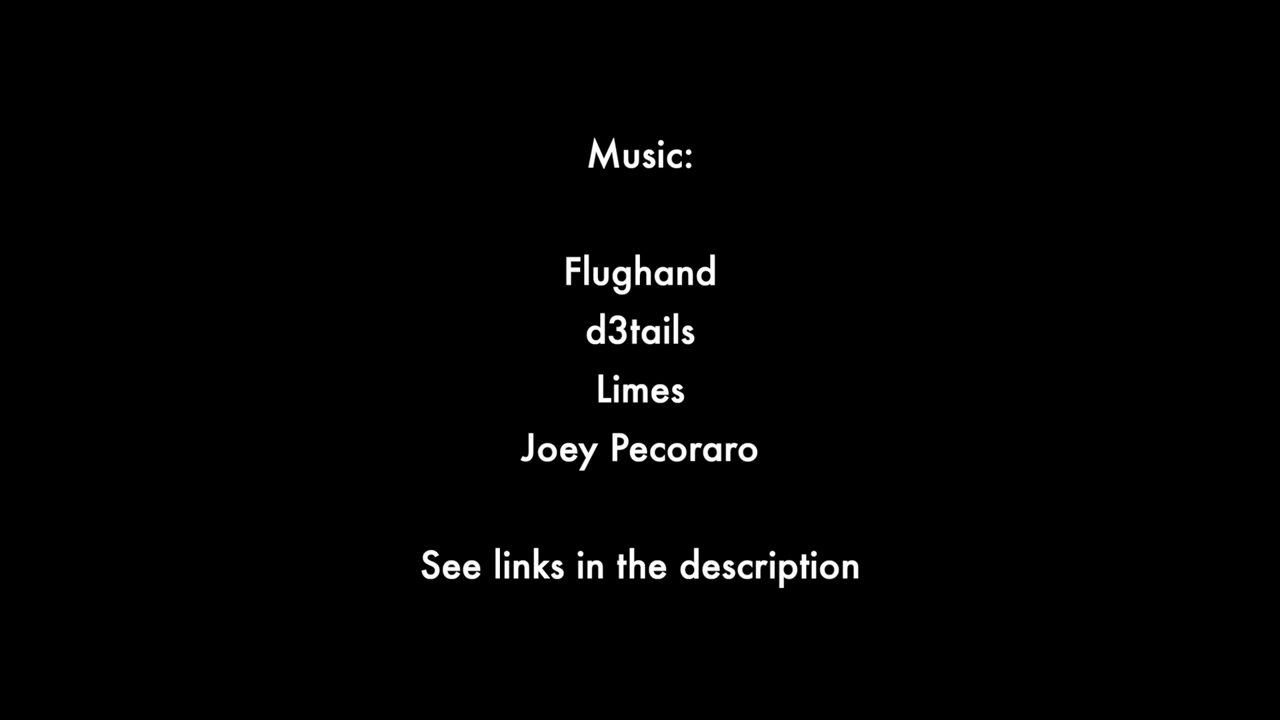 Music:
Flughand
d3tails
Limes
Joey Pecoraro
See links in the description